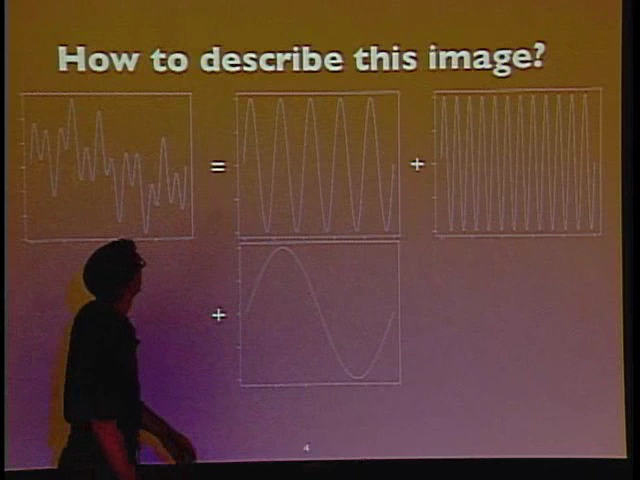 How to describe this image?
= +
+
4